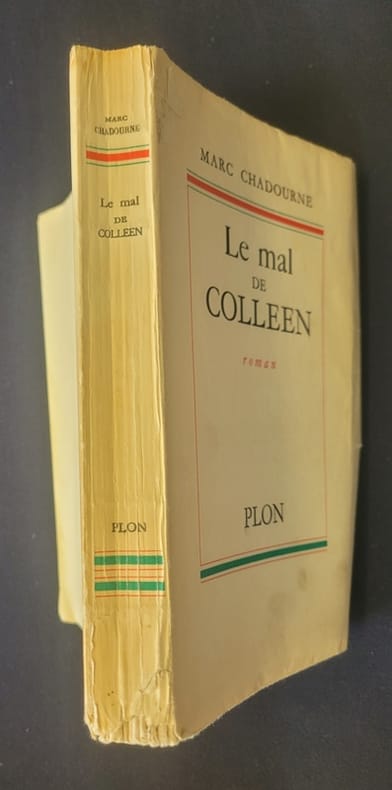 MARC
CHADOURNE
Le mal
DE
COLLEEN
PLON
MARC CHADOURNE
Le mal
DE
COLLEEN
roman
PLON